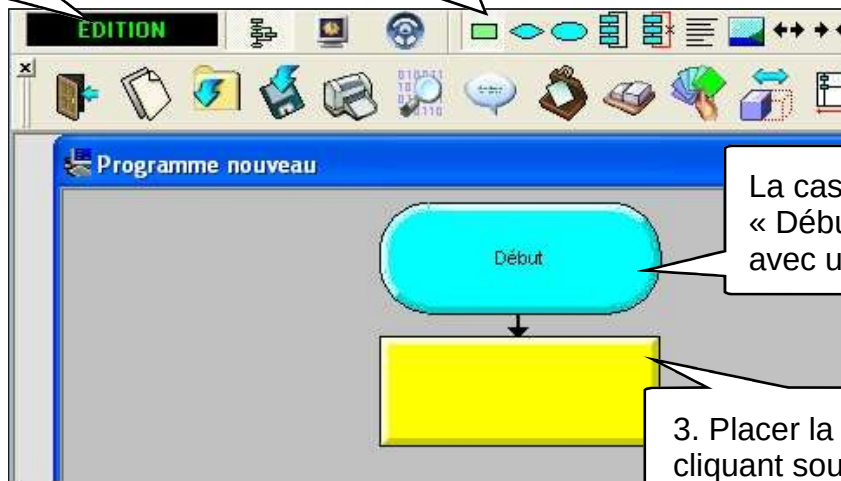 EDITION
Programme nouveau
Début
La cas
« Débu
avec u
3. Placer la
cliquant sou